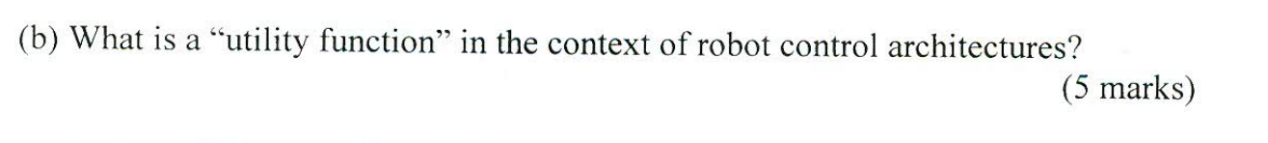 (b) What is a “utility function” in the context of robot control architectures?
(5 marks)